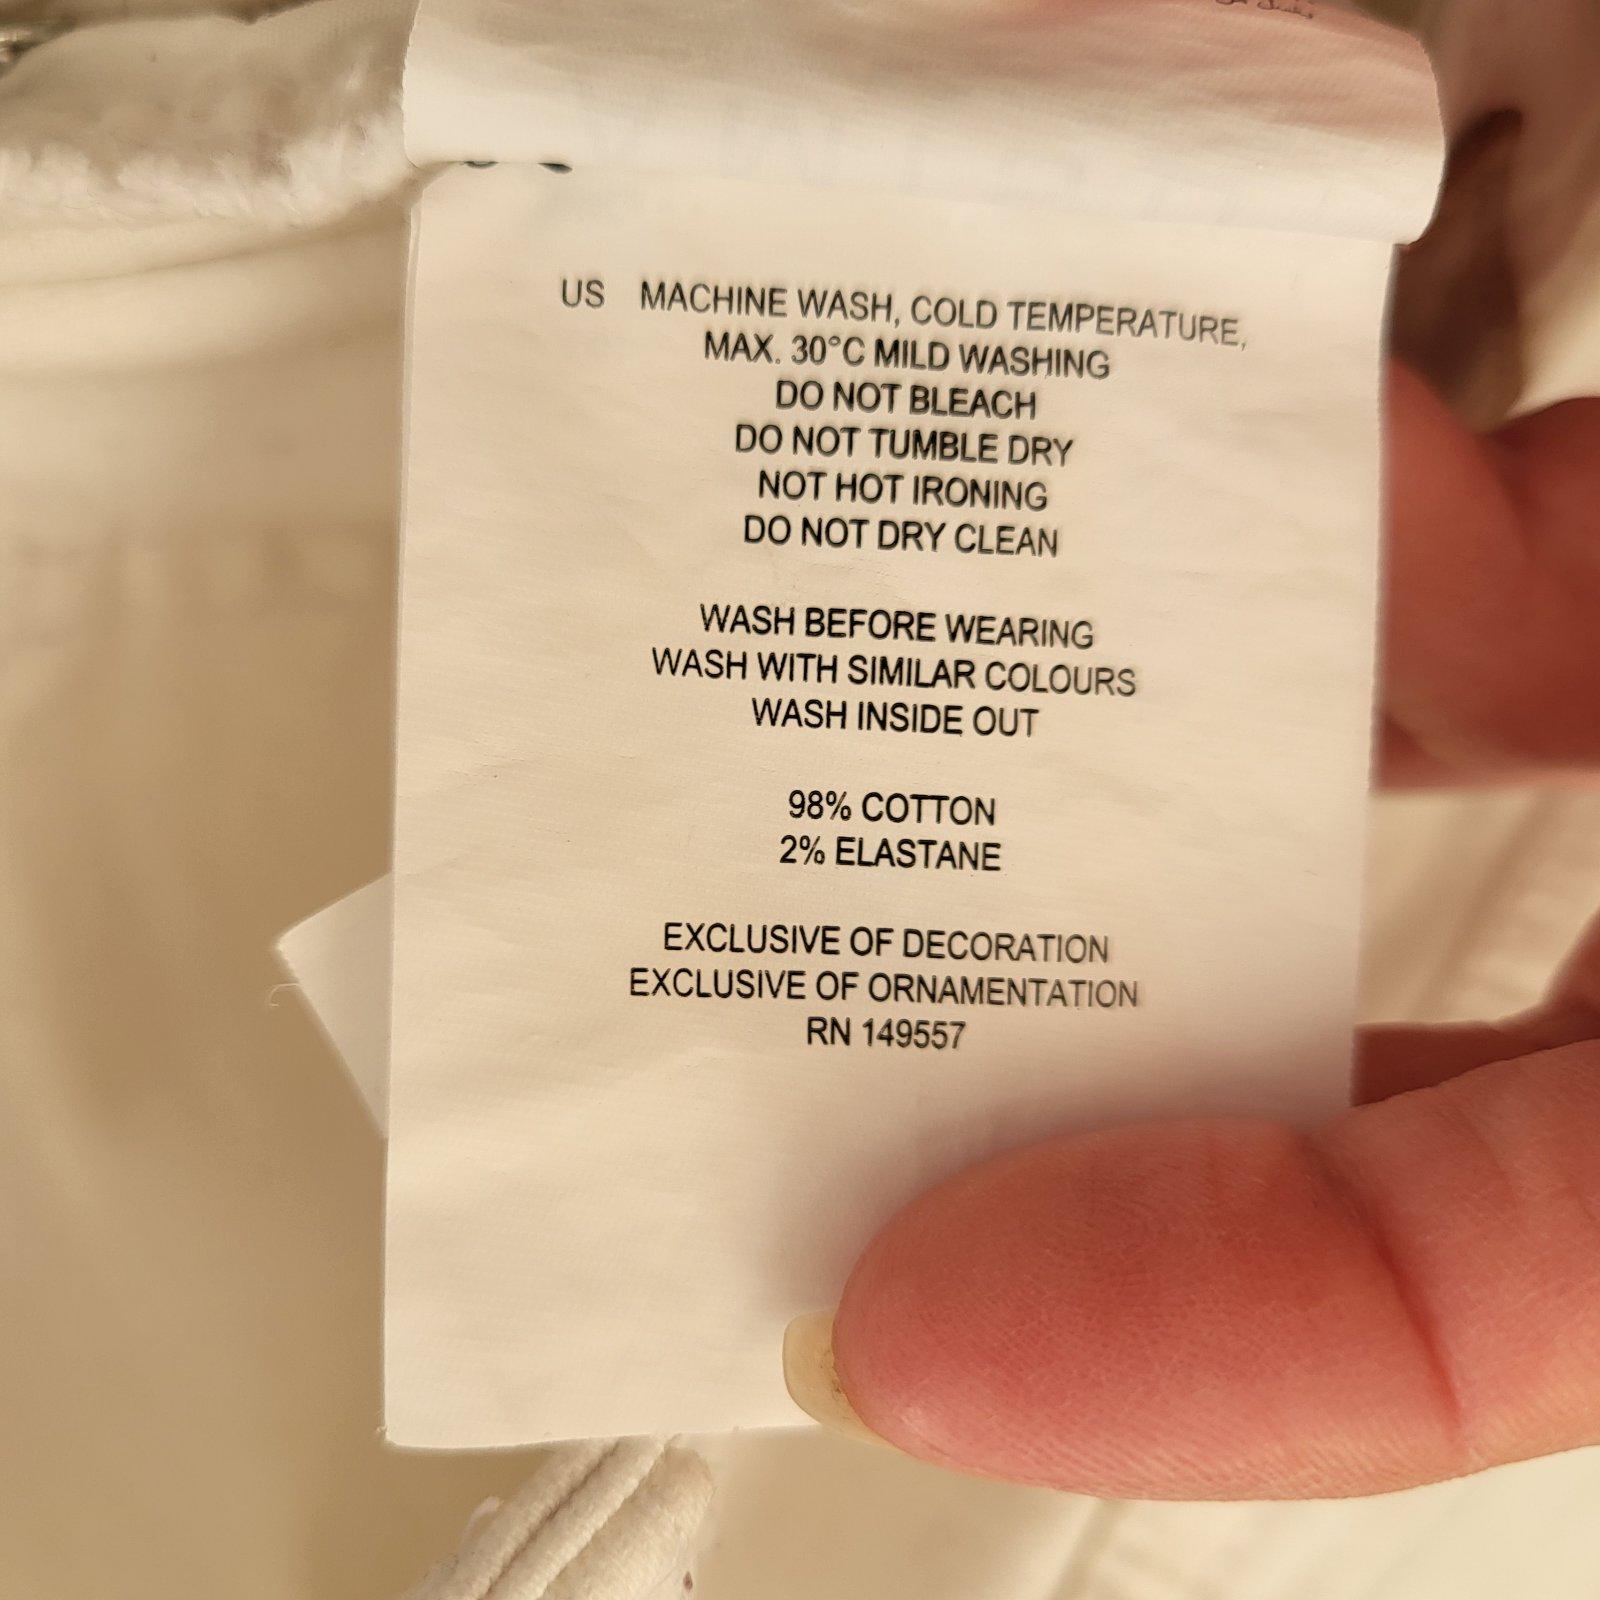 US MACHINE WASH, COLD TEMPERATURE,
MAX. 30°C MILD WASHING
DO NOT BLEACH
DO NOT TUMBLE DRY
NOT HOT IRONING
DO NOT DRY CLEAN
WASH BEFORE WEARING
WASH WITH SIMILAR COLOURS
WASH INSIDE OUT
98% COTTON
2% ELASTANE
EXCLUSIVE OF DECORATION
EXCLUSIVE OF ORNAMENTATION
RN 149557